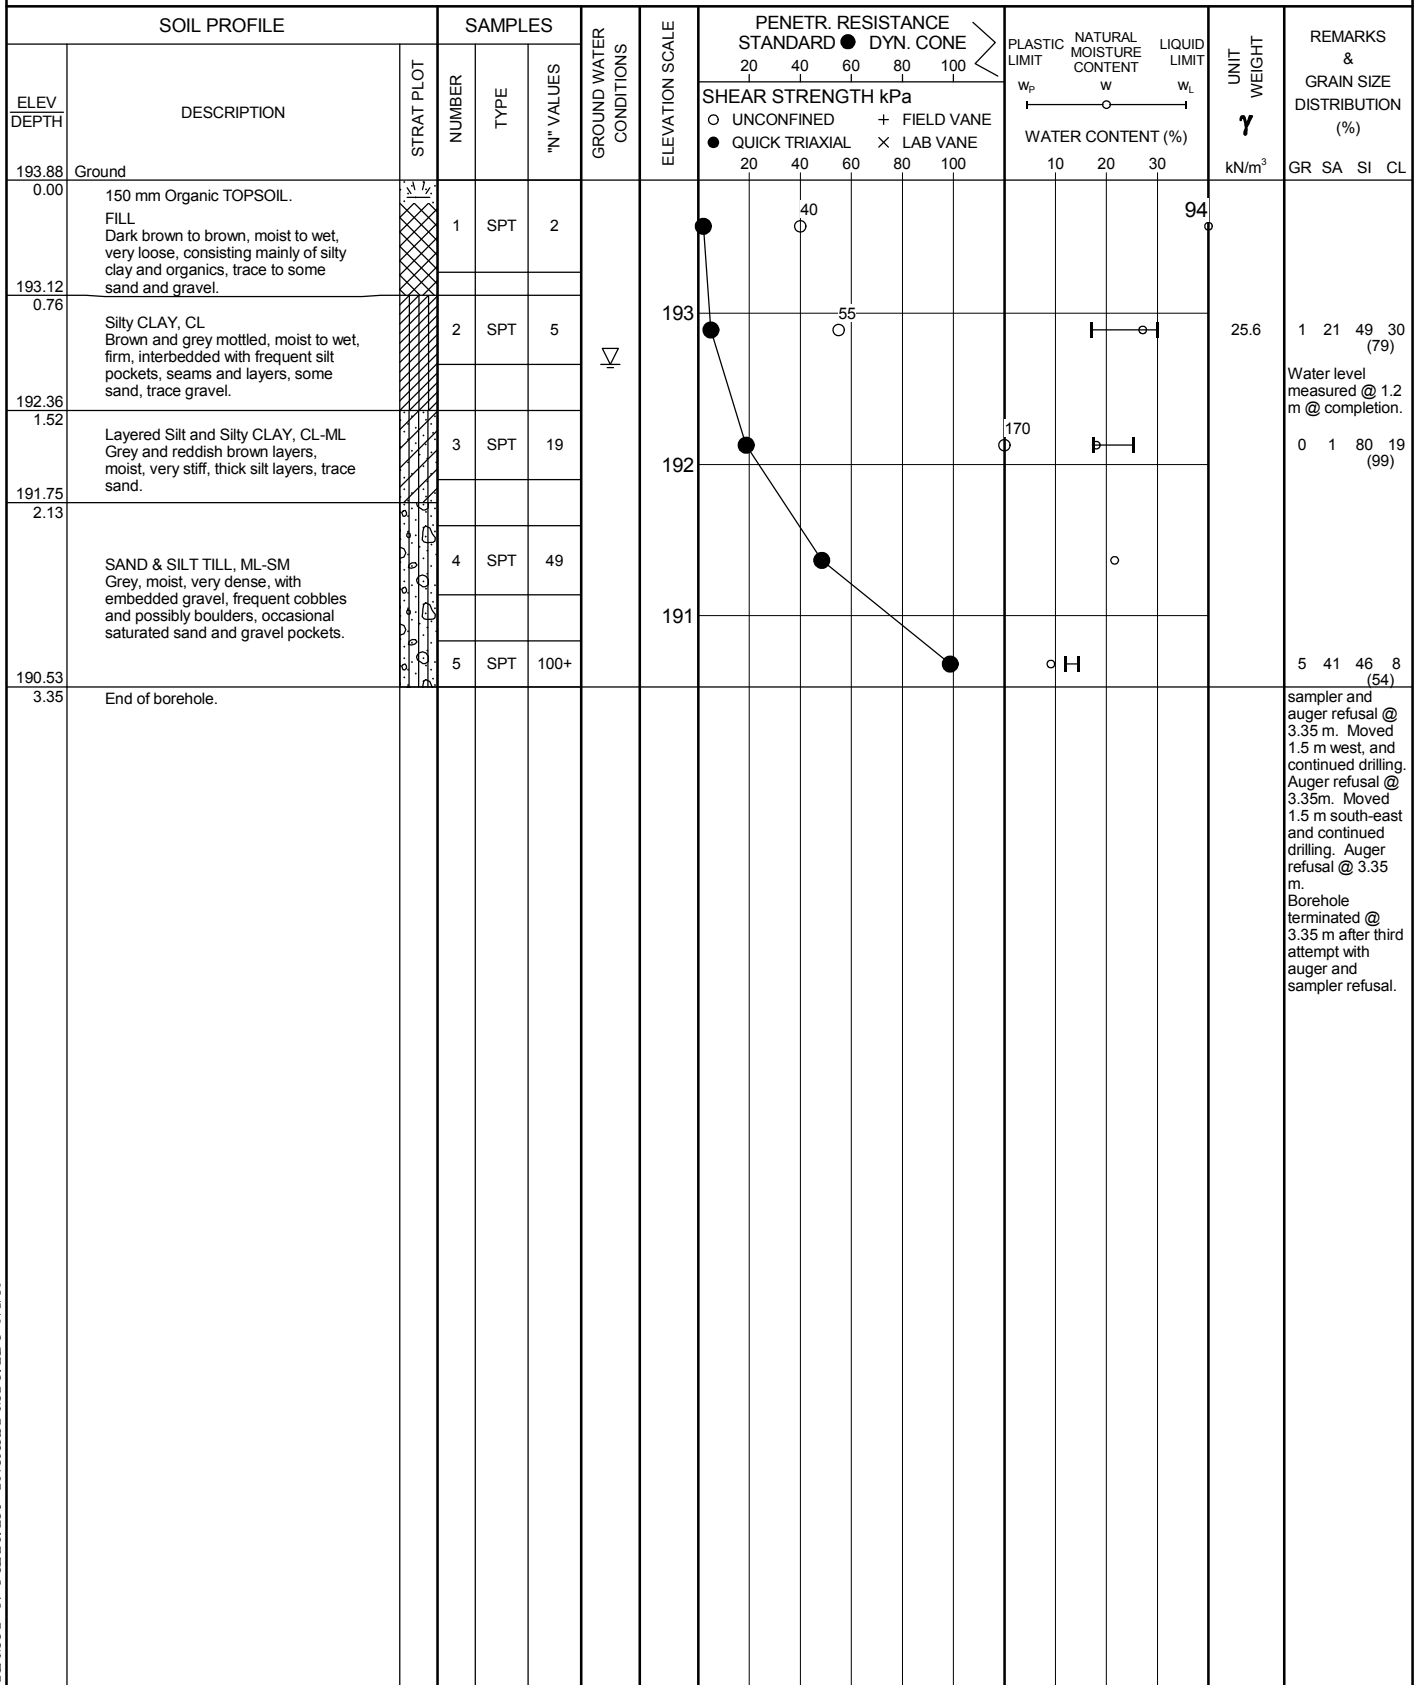 SOIL PROFILE
SAMPLES
GROUND WATER
CONDITIONS
ELEVATION SCALE
PENETR. RESISTANCE
STANDARD ● DYN. CONE
20 40 60 80 100
SHEAR STRENGTH kPa
○ UNCONFINED + FIELD VANE
● QUICK TRIAXIAL × LAB VANE
20 40 60 80 100
PLASTIC
LIMIT
NATURAL
MOISTURE
CONTENT
LIQUID
LIMIT
wP w wL
WATER CONTENT (%)
10 20 30
UNIT
WEIGHT
γ
kN/m³
REMARKS
&
GRAIN SIZE
DISTRIBUTION
(%)
GR SA SI CL
ELEV
DEPTH
DESCRIPTION
STRAT PLOT
NUMBER
TYPE
"N" VALUES
193.88 Ground
0.00
150 mm Organic TOPSOIL.
FILL
Dark brown to brown, moist to wet,
very loose, consisting mainly of silty
clay and organics, trace to some
sand and gravel.
1 SPT 2
40
94
193.12
0.76
Silty CLAY, CL
Brown and grey mottled, moist to wet,
firm, interbedded with frequent silt
pockets, seams and layers, some
sand, trace gravel.
2 SPT 5
193
55
25.6
1 21 49 30
(79)
Water level
measured @ 1.2
m @ completion.
192.36
1.52
Layered Silt and Silty CLAY, CL-ML
Grey and reddish brown layers,
moist, very stiff, thick silt layers, trace
sand.
3 SPT 19
192
170
0 1 80 19
(99)
191.75
2.13
SAND & SILT TILL, ML-SM
Grey, moist, very dense, with
embedded gravel, frequent cobbles
and possibly boulders, occasional
saturated sand and gravel pockets.
4 SPT 49
191
5 SPT 100+
5 41 46 8
(54)
190.53
3.35
End of borehole.
sampler and
auger refusal @
3.35 m. Moved
1.5 m west, and
continued drilling.
Auger refusal @
3.35m. Moved
1.5 m south-east
and continued
drilling. Auger
refusal @ 3.35
m.
Borehole
terminated @
3.35 m after third
attempt with
auger and
sampler refusal.